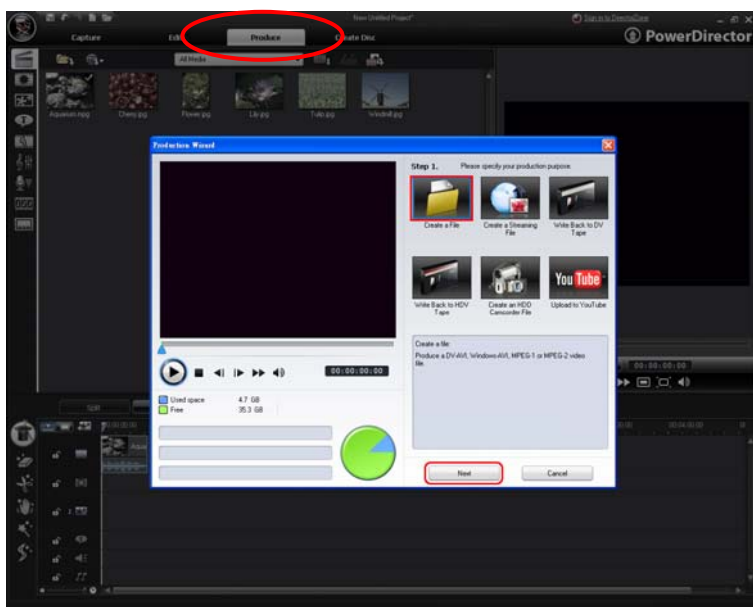 New Untitled Project*
Sign in to DirectorZone
Capture
Edit
Produce
Create Disc
PowerDirector
All Media
Aquarium.mpg
Cherry.jpg
Flower.jpg
Lily.jpg
Tulip.jpg
Windmill.jpg
Production Wizard
Step 1. Please specify your production purpose.
Create a File
Create a Streaming File
Write Back to DV Tape
You Tube
Write Back to HDV Tape
Create an HDD Camcorder File
Upload to YouTube
Create a file:
Produce a DV-AVI, Windows-AVI, MPEG-1 or MPEG-2 video file.
00:00:00:00
00:00:00:00
Used space 4.7 GB
Free 35.3 GB
Split
Next
Cancel